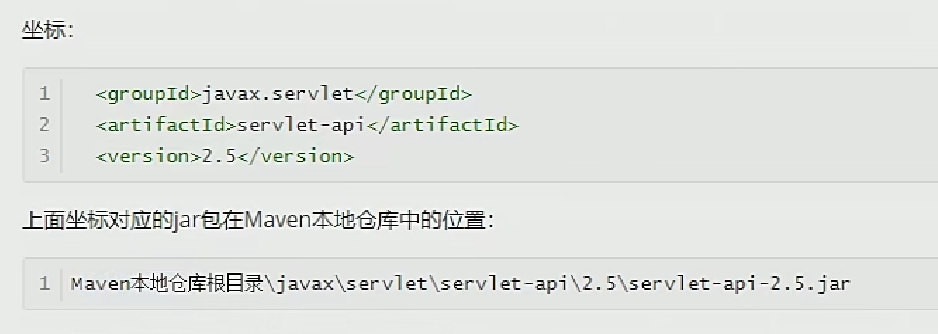 坐标：
1 <groupId>javax.servlet</groupId>
2 <artifactId>servlet-api</artifactId>
3 <version>2.5</version>
上面坐标对应的jar包在Maven本地仓库中的位置：
1 Maven本地仓库根目录\javax\servlet\servlet-api\2.5\servlet-api-2.5.jar